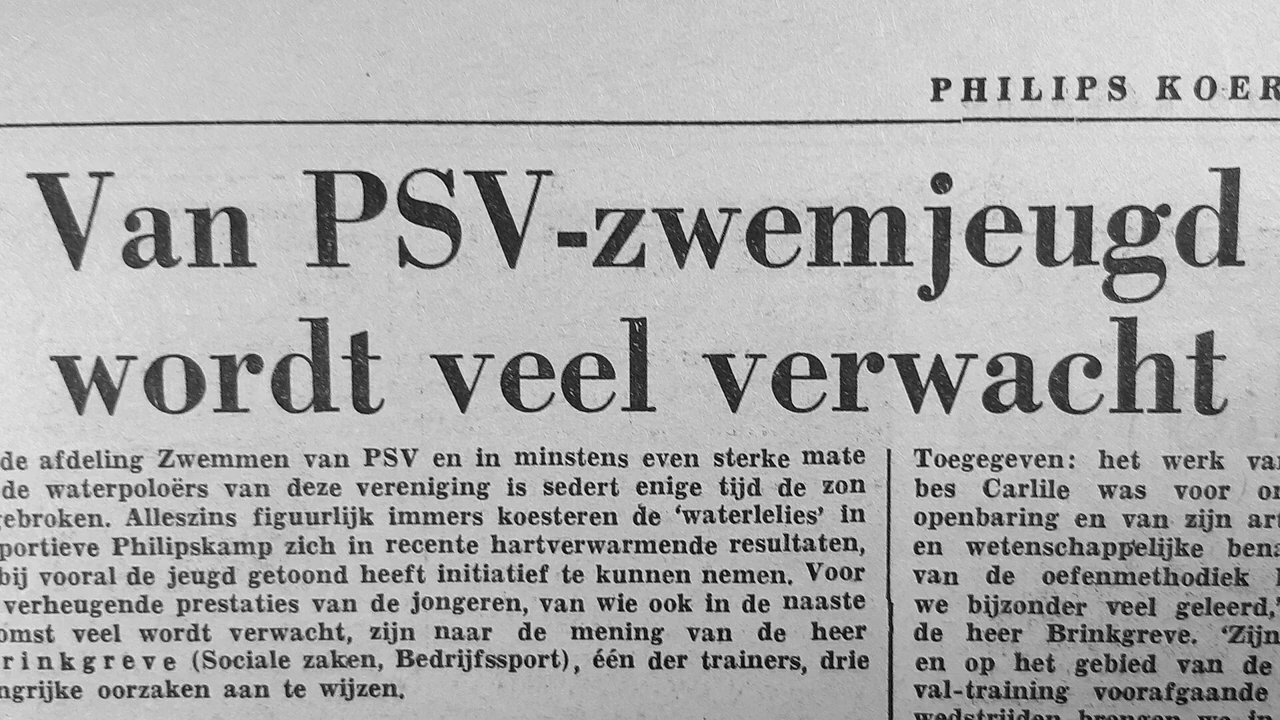 PHILIPS KOER
Van PSV-zwemjeugd
wordt veel verwacht
de afdeling Zwemmen van PSV en in minstens even sterke mate
de waterpoloërs van deze vereniging is sedert enige tijd de zon
gebroken. Alleszins figuurlijk immers koesteren de ‘waterlelies’ in
portieve Philipskamp zich in recente hartverwarmende resultaten,
bij vooral de jeugd getoond heeft initiatief te kunnen nemen. Voor
verheugende prestaties van de jongeren, van wie ook in de naaste
omst veel wordt verwacht, zijn naar de mening van de heer
rinkgreve (Sociale zaken, Bedrijfssport), één der trainers, drie
ngrijke oorzaken aan te wijzen.
Toegegeven: het werk van
bes Carlile was voor
openbaring en van zijn
en wetenschappelijke
van de oefenmethodiek
we bijzonder veel geleerd,’
de heer Brinkgreve. ‘Zijn
en op het gebied van de
val-training voorafgaande
wedstrijden brengen we in